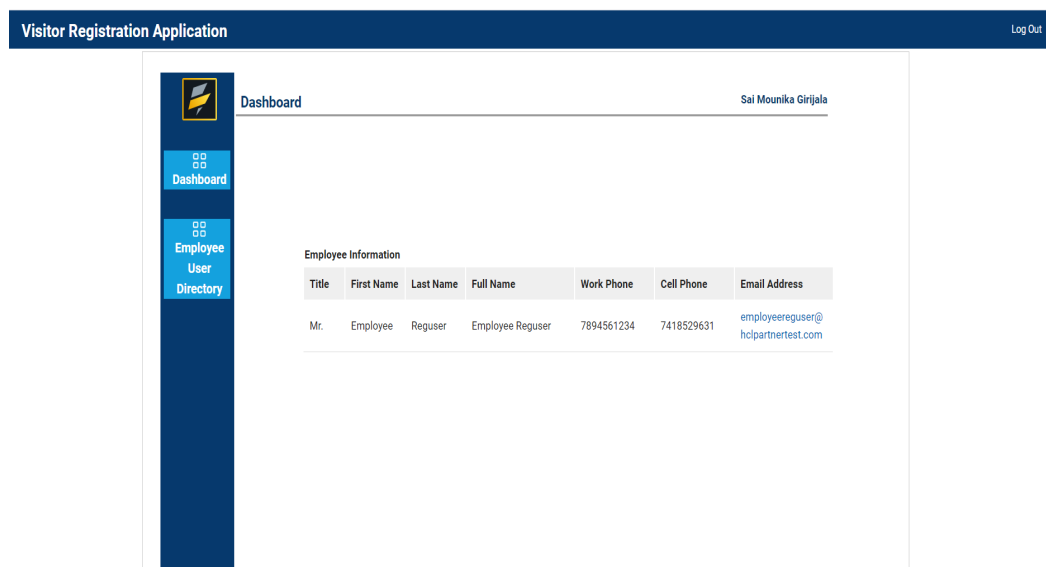 Visitor Registration Application Log Out
Dashboard Sai Mounika Girijala
Dashboard
Employee
User
Directory
Employee Information
Title First Name Last Name Full Name Work Phone Cell Phone Email Address
Mr. Employee Reguser Employee Reguser 7894561234 7418529631 employeereguser@
hclpartnertest.com